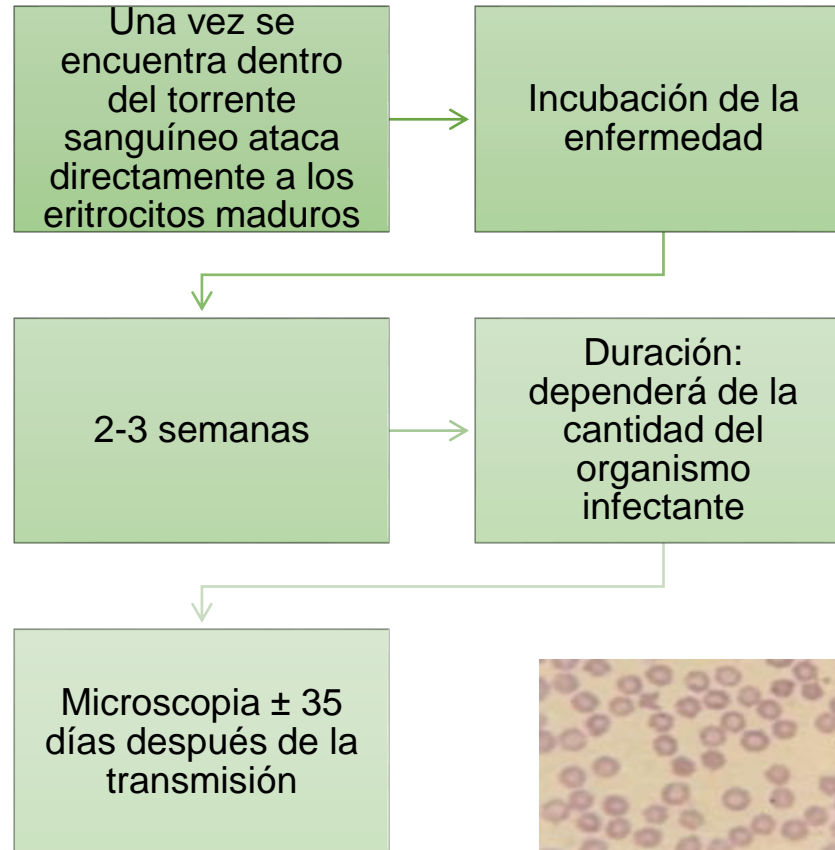 Una vez se
encuentra dentro
del torrente
sanguíneo ataca
directamente a los
eritrocitos maduros
Incubación de la
enfermedad
2-3 semanas
Duración:
dependerá de la
cantidad del
organismo
infectante
Microscopia ± 35
días después de la
transmisión